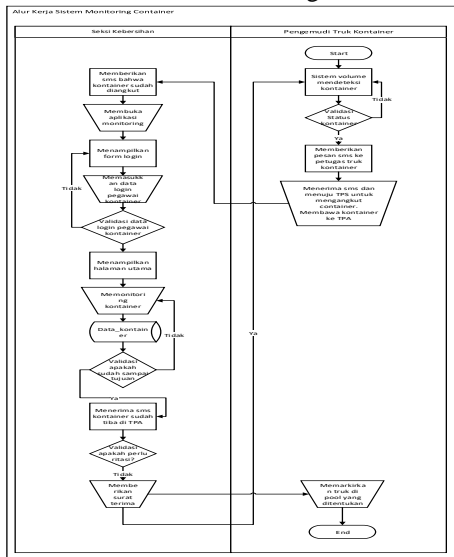 Alur Kerja Sistem Monitoring Container
Seksi Kebersihan
Pengemudi Truk Kontainer
Start
Sistem volume
mendeteksi
kontainer
Tidak
Validasi
Status
kontainer
Ya
Memberikan
pesan sms ke
petugas truk
kontainer
Menerima sms dan
menuju TPS untuk
mengangkut
container.
Membawa kontainer
ke TPA
Memberikan
sms bahwa
kontainer sudah
diangkut
Membuka
aplikasi
monitoring
Menampilkan
form login
Tidak
Memasuk
kan data
login
pegawai
kontainer
Validasi data
login pegawai
kontainer
Menampilkan
halaman utama
Memonitori
ng
kontainer
Data_kontain
er
Tidak
Validasi
apakah
sudah sampai
tujuan
Ya
Ya
Menerima sms
kontainer sudah
tiba di TPA
Validasi
apakah perlu
ritasi?
Tidak
Membe
rikan
surat
terima
Memarkirka
n truk di
pool yang
ditentukan
End